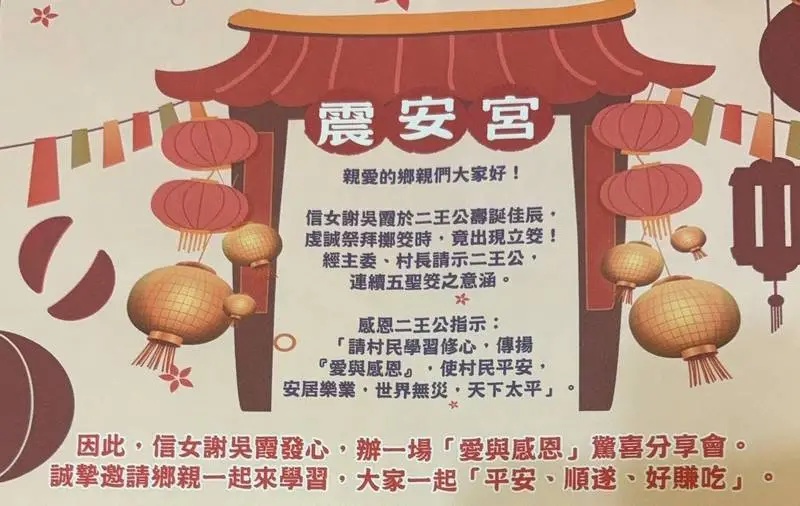 震安宮
親愛的鄉親們大家好！
信女謝吳霞於二王公壽誕佳辰，
虔誠祭拜擲筊時，竟出現立筊！
經主委、村長請示二王公，
連續五聖筊之意涵。
感恩二王公指示：
「請村民學習修心，傳揚
『愛與感恩』，使村民平安，
安居樂業，世界無災，天下太平」。
因此，信女謝吳霞發心，辦一場「愛與感恩」驚喜分享會。
誠摯邀請鄉親一起來學習，大家一起「平安、順遂、好賺吃」。